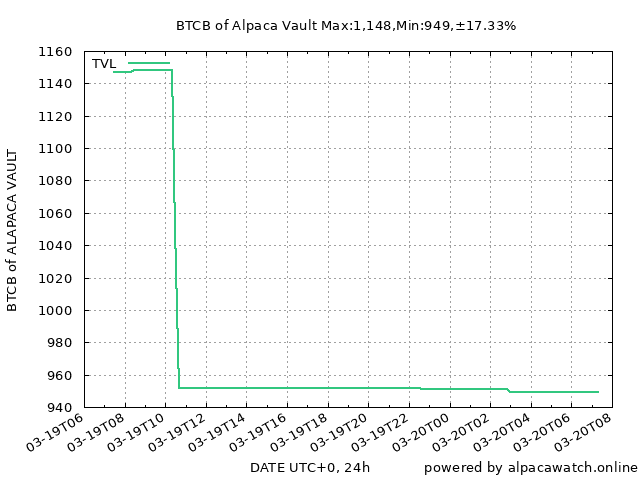 BTCB of Alpaca Vault Max:1,148,Min:949,±17.33%
TVL
1160
1140
1120
1100
1080
1060
1040
1020
1000
980
960
940
BTCB of ALAPACA VAULT
03-19T06
03-19T08
03-19T10
03-19T12
03-19T14
03-19T16
03-19T18
03-19T20
03-19T22
03-20T00
03-20T02
03-20T04
03-20T06
03-20T08
DATE UTC+0, 24h
powered by alpacawatch.online